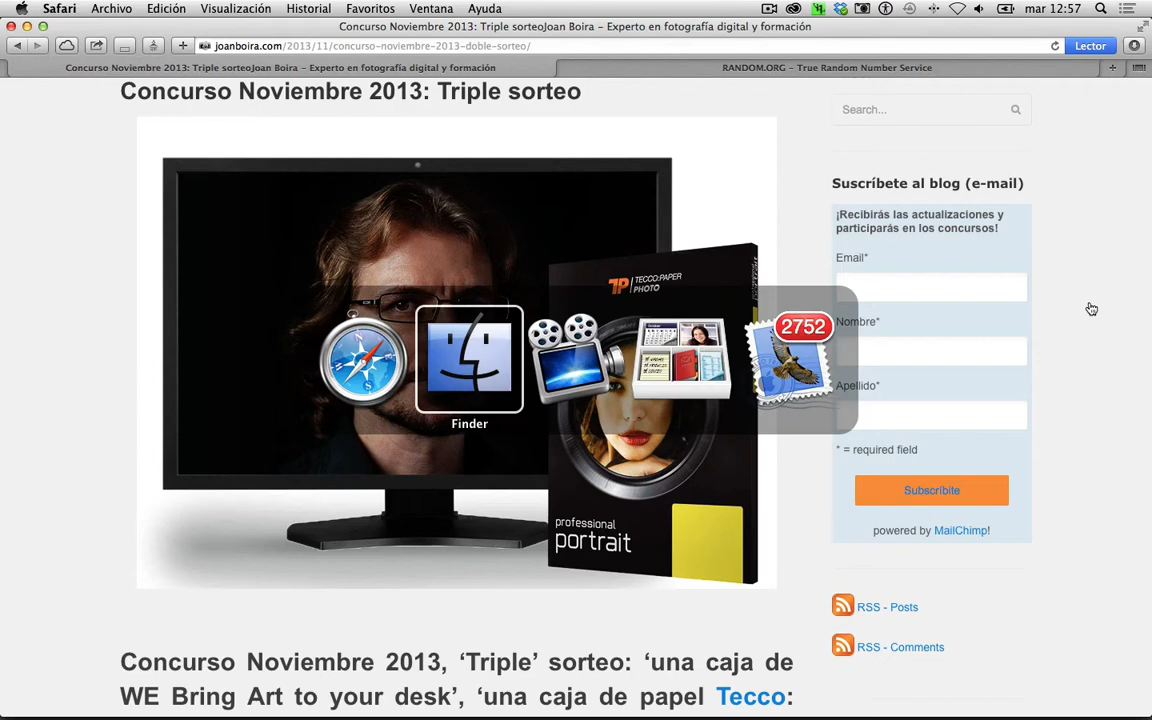 Safari Archivo Edición Visualización Historial Favoritos Ventana Ayuda mar 12:57
Concurso Noviembre 2013: Triple sorteoJoan Boira – Experto en fotografía digital y formación
joanboira.com/2013/11/concurso-noviembre-2013-doble-sorteo/ Lector
Concurso Noviembre 2013: Triple sorteoJoan Boira – Experto en fotografía digital y formación RANDOM.ORG – True Random Number Service
Concurso Noviembre 2013: Triple sorteo
TP TECCO:PAPER
PHOTO
2752
Finder
professional
portrait
Concurso Noviembre 2013, ‘Triple’ sorteo: ‘una caja de
WE Bring Art to your desk’, ‘una caja de papel Tecco:
Search...
Suscríbete al blog (e-mail)
¡Recibirás las actualizaciones y
participarás en los concursos!
Email*
Nombre*
Apellido*
* = required field
Subscribite
powered by MailChimp!
RSS - Posts
RSS - Comments